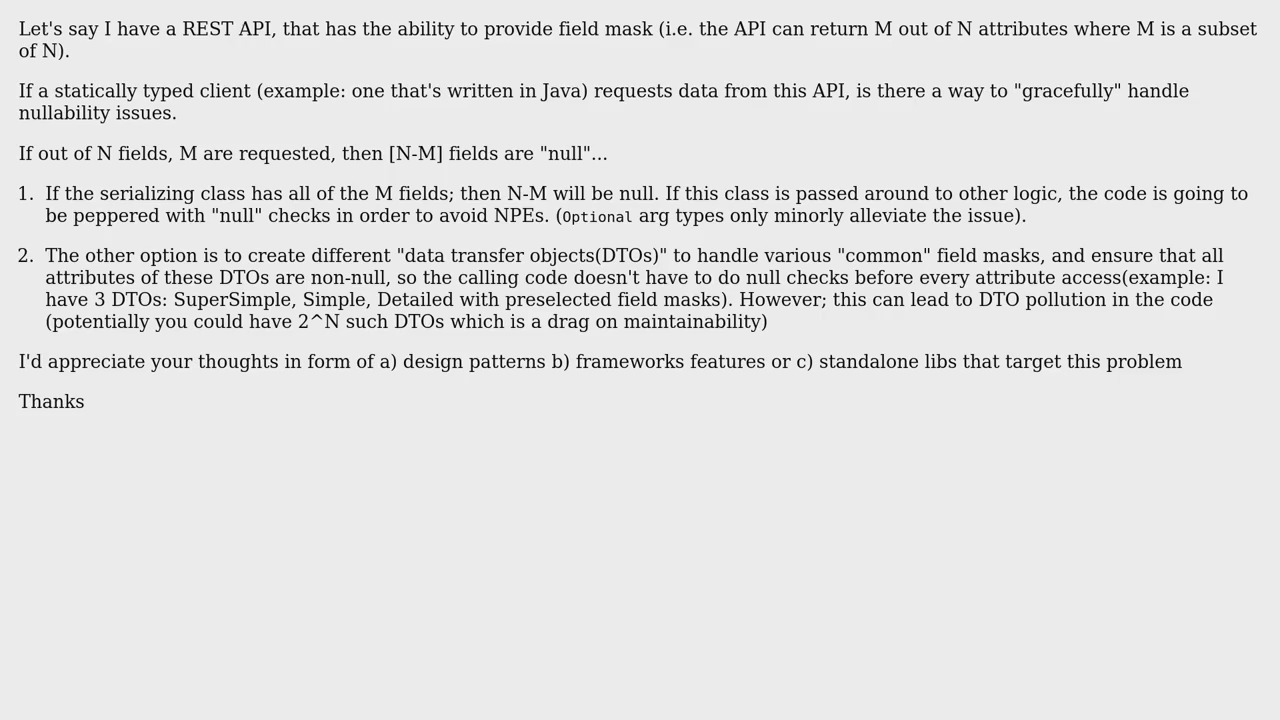 Let's say I have a REST API, that has the ability to provide field mask (i.e. the API can return M out of N attributes where M is a subset
of N).
If a statically typed client (example: one that's written in Java) requests data from this API, is there a way to "gracefully" handle
nullability issues.
If out of N fields, M are requested, then [N-M] fields are "null"...
1. If the serializing class has all of the M fields; then N-M will be null. If this class is passed around to other logic, the code is going to
be peppered with "null" checks in order to avoid NPEs. (Optional arg types only minorly alleviate the issue).
2. The other option is to create different "data transfer objects(DTOs)" to handle various "common" field masks, and ensure that all
attributes of these DTOs are non-null, so the calling code doesn't have to do null checks before every attribute access(example: I
have 3 DTOs: SuperSimple, Simple, Detailed with preselected field masks). However; this can lead to DTO pollution in the code
(potentially you could have 2^N such DTOs which is a drag on maintainability)
I'd appreciate your thoughts in form of a) design patterns b) frameworks features or c) standalone libs that target this problem
Thanks